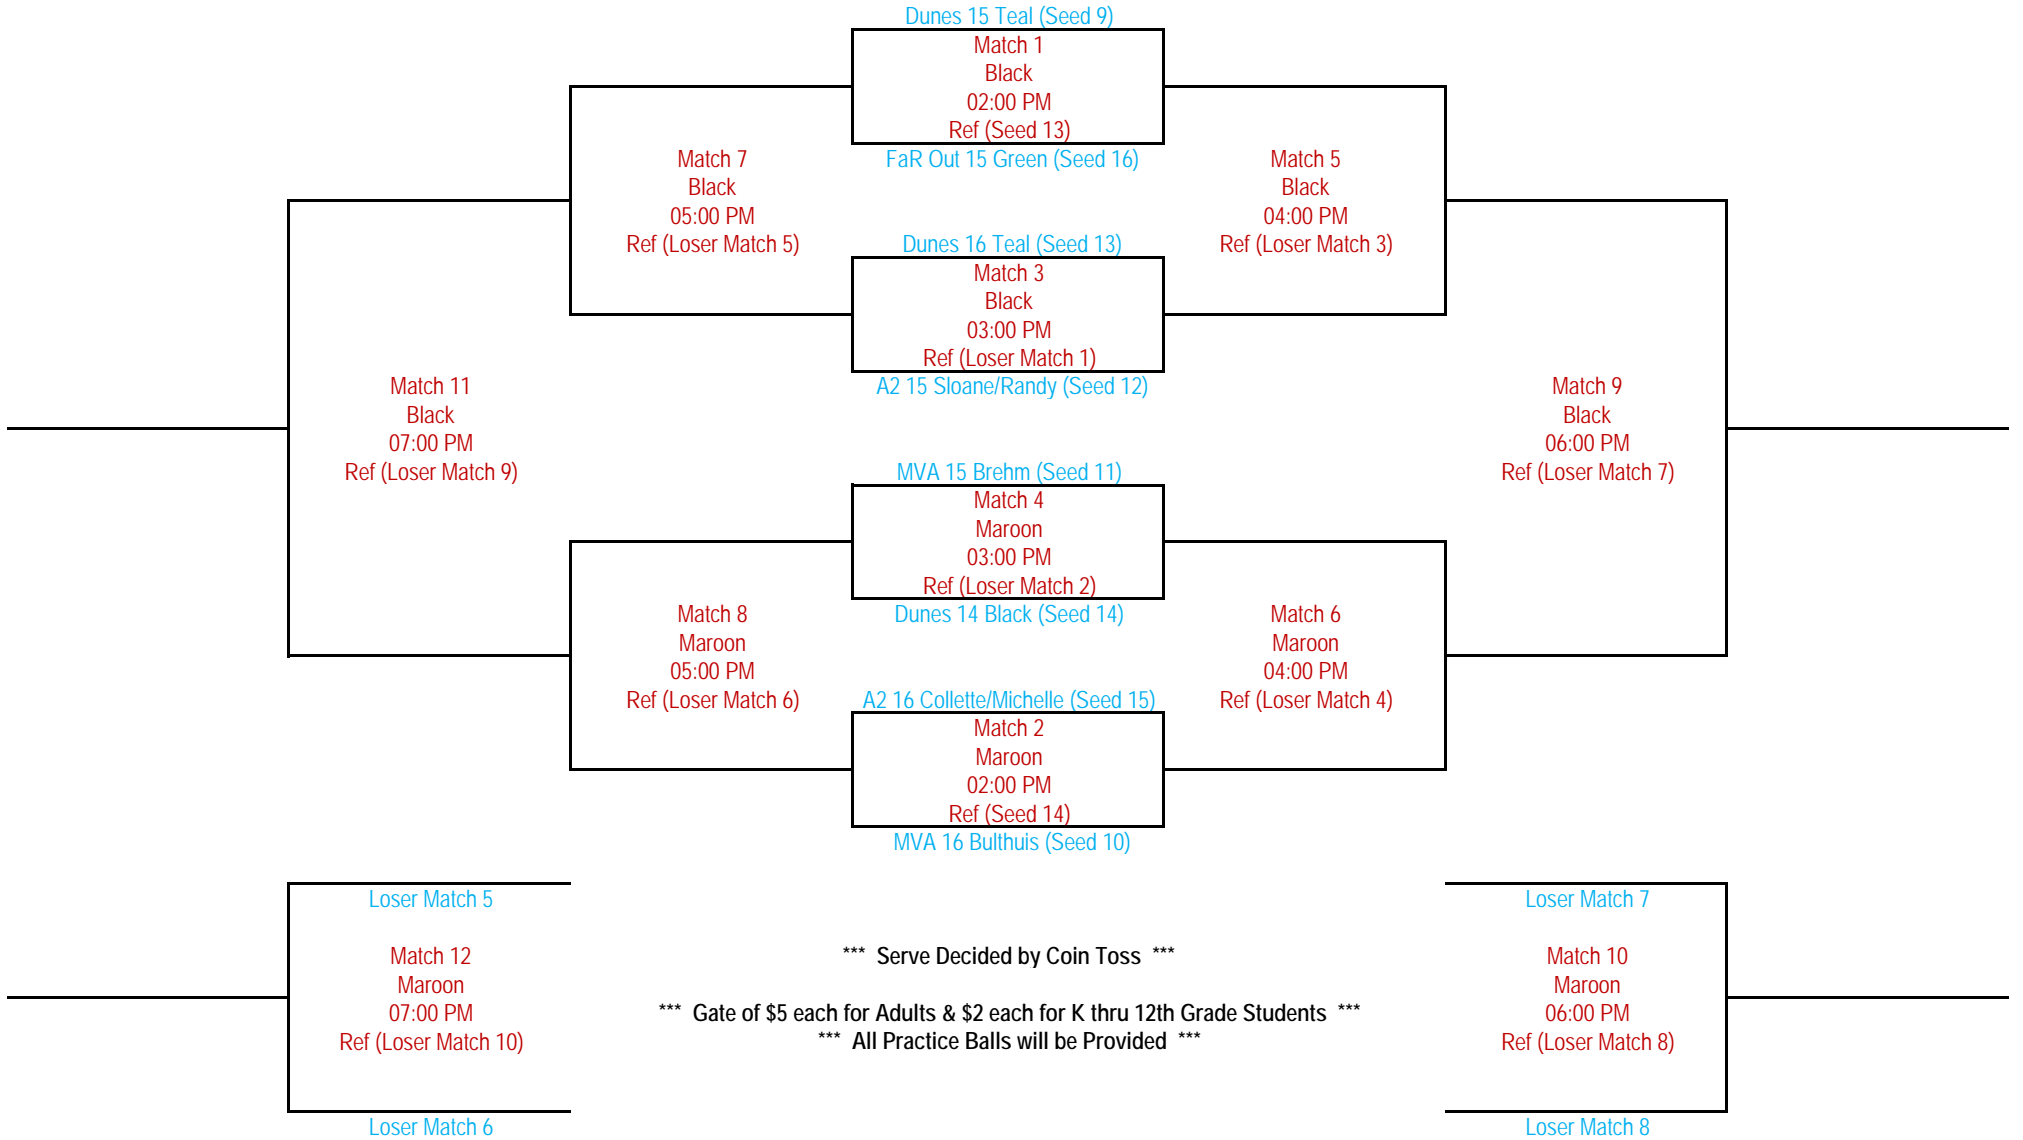 Dunes 15 Teal (Seed 9)
Match 1
Black
02:00 PM
Ref (Seed 13)
FaR Out 15 Green (Seed 16)
Match 7
Black
05:00 PM
Ref (Loser Match 5)
Match 5
Black
04:00 PM
Ref (Loser Match 3)
Dunes 16 Teal (Seed 13)
Match 3
Black
03:00 PM
Ref (Loser Match 1)
A2 15 Sloane/Randy (Seed 12)
Match 11
Black
07:00 PM
Ref (Loser Match 9)
Match 9
Black
06:00 PM
Ref (Loser Match 7)
MVA 15 Brehm (Seed 11)
Match 4
Maroon
03:00 PM
Ref (Loser Match 2)
Dunes 14 Black (Seed 14)
Match 8
Maroon
05:00 PM
Ref (Loser Match 6)
Match 6
Maroon
04:00 PM
Ref (Loser Match 4)
A2 16 Collette/Michelle (Seed 15)
Match 2
Maroon
02:00 PM
Ref (Seed 14)
MVA 16 Bulthuis (Seed 10)
Loser Match 5
Match 12
Maroon
07:00 PM
Ref (Loser Match 10)
Loser Match 6
*** Serve Decided by Coin Toss ***
*** Gate of $5 each for Adults & $2 each for K thru 12th Grade Students ***
*** All Practice Balls will be Provided ***
Loser Match 7
Match 10
Maroon
06:00 PM
Ref (Loser Match 8)
Loser Match 8